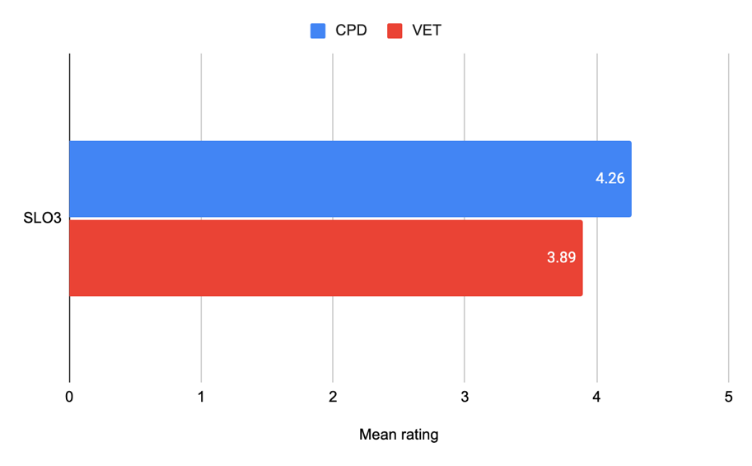 CPD VET
4.26
SLO3
3.89
0 1 2 3 4 5
Mean rating